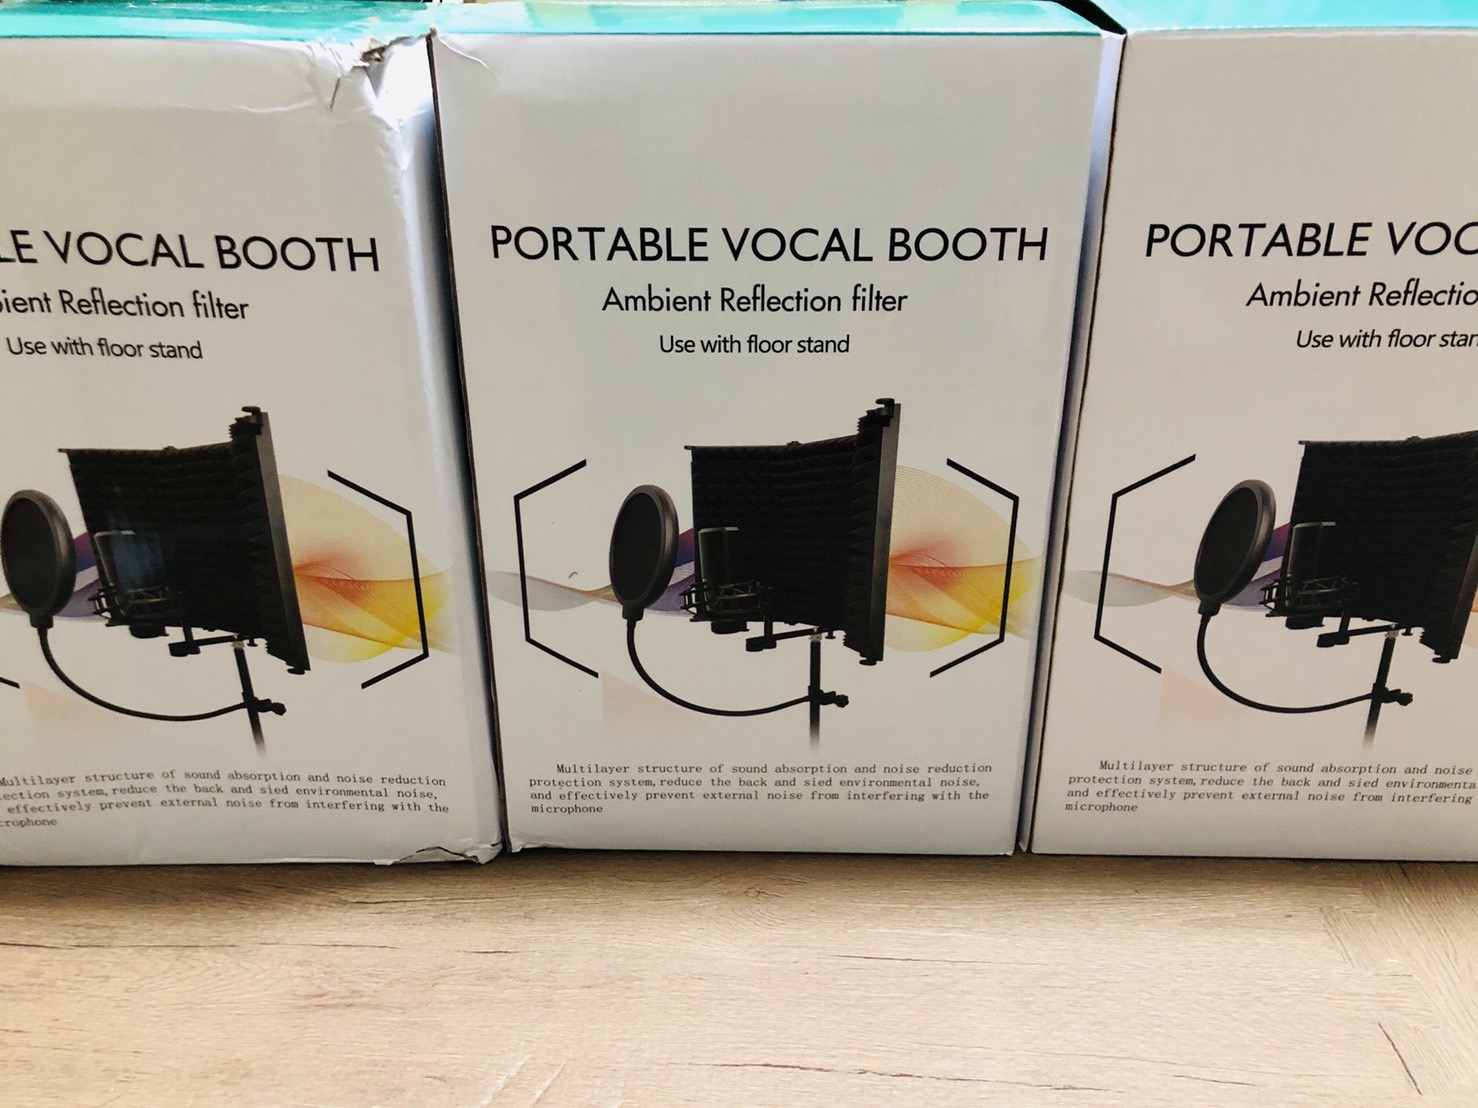 LE VOCAL BOOTH
ient Reflection filter
Use with floor stand
Multilayer structure of sound absorption and noise reduction
ection system, reduce the back and sied environmental noise,
effectively prevent external noise from interfering with the
crophone
PORTABLE VOCAL BOOTH
Ambient Reflection filter
Use with floor stand
Multilayer structure of sound absorption and noise reduction
protection system, reduce the back and sied environmental noise,
and effectively prevent external noise from interfering with the
microphone
PORTABLE VOC
Ambient Reflectio
Use with floor stan
Multilayer structure of sound absorption and noise
protection system, reduce the back and sied environmenta
and effectively prevent external noise from interfering
microphone